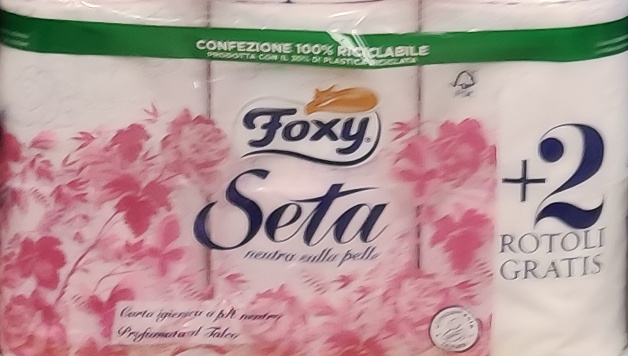 CONFEZIONE 100% RICICLABILE
PRODOTTA CON IL 30% DI PLASTICA RICICLATA
Foxy
Seta
neutra sulla pelle
+2
ROTOLI
GRATIS
Carta igienica a pH neutro
Profumata al Talco